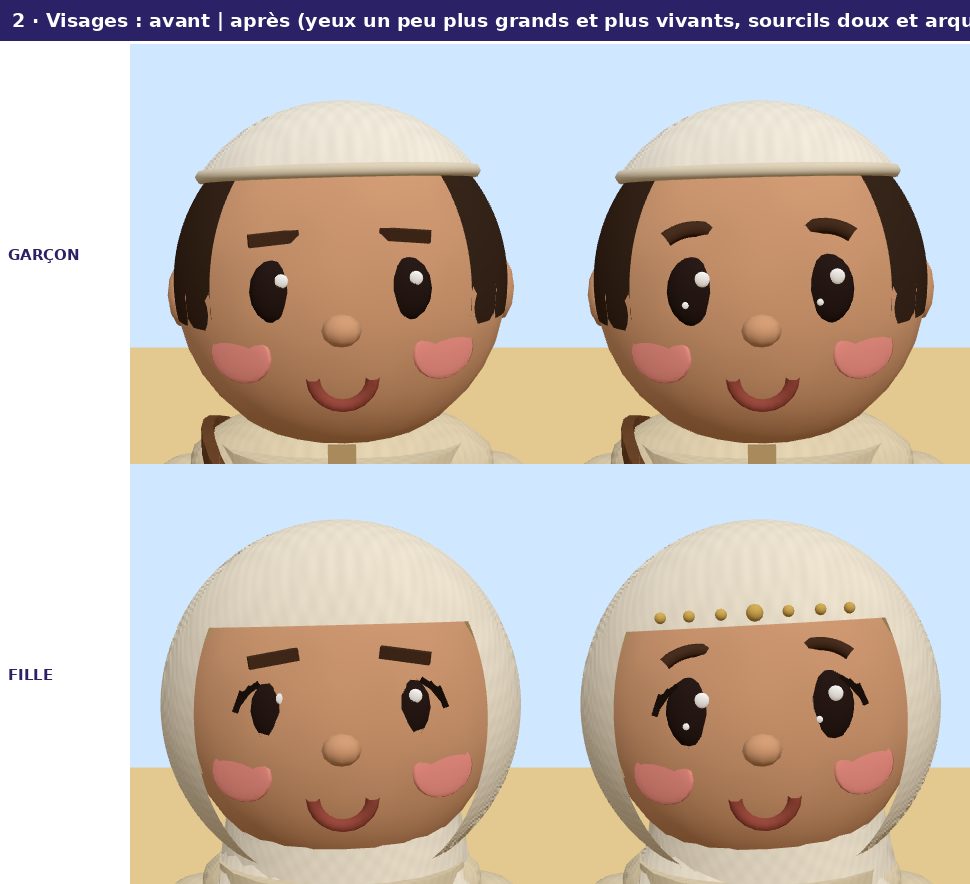 2 · Visages : avant | après (yeux un peu plus grands et plus vivants, sourcils doux et
GARÇON
FILLE